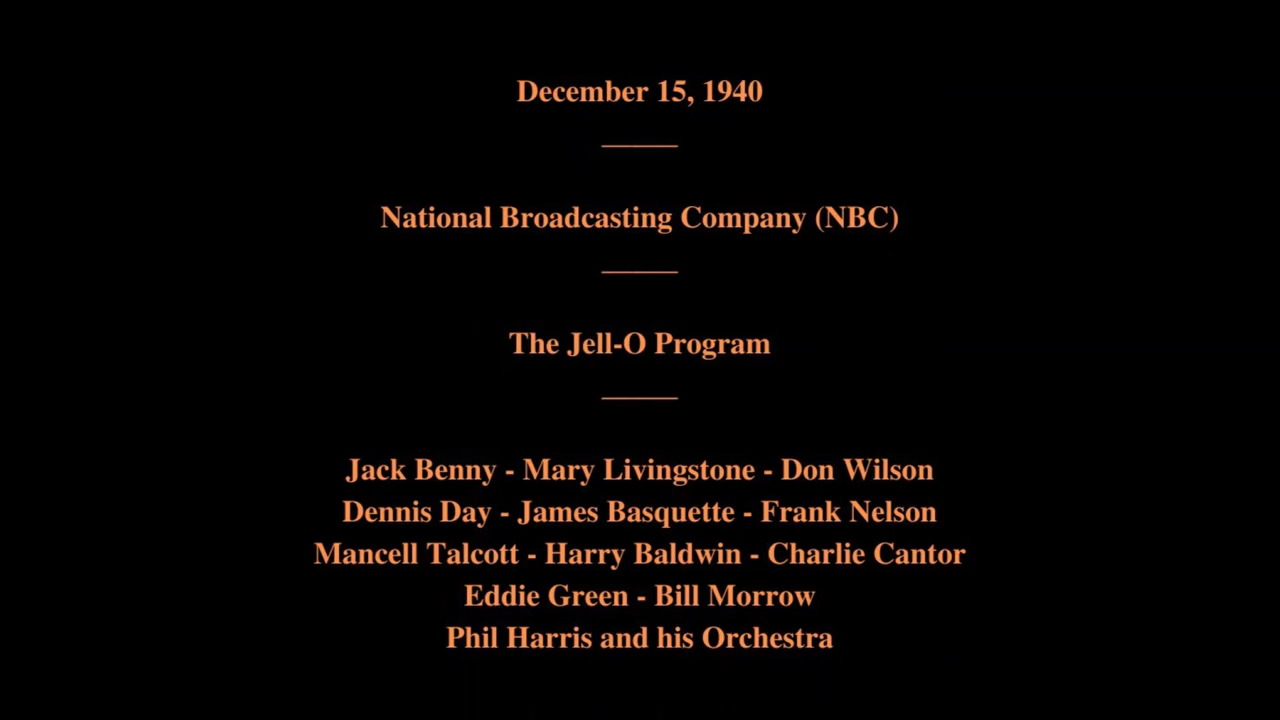 December 15, 1940
National Broadcasting Company (NBC)
The Jell-O Program
Jack Benny - Mary Livingstone - Don Wilson
Dennis Day - James Basquette - Frank Nelson
Mancell Talcott - Harry Baldwin - Charlie Cantor
Eddie Green - Bill Morrow
Phil Harris and his Orchestra